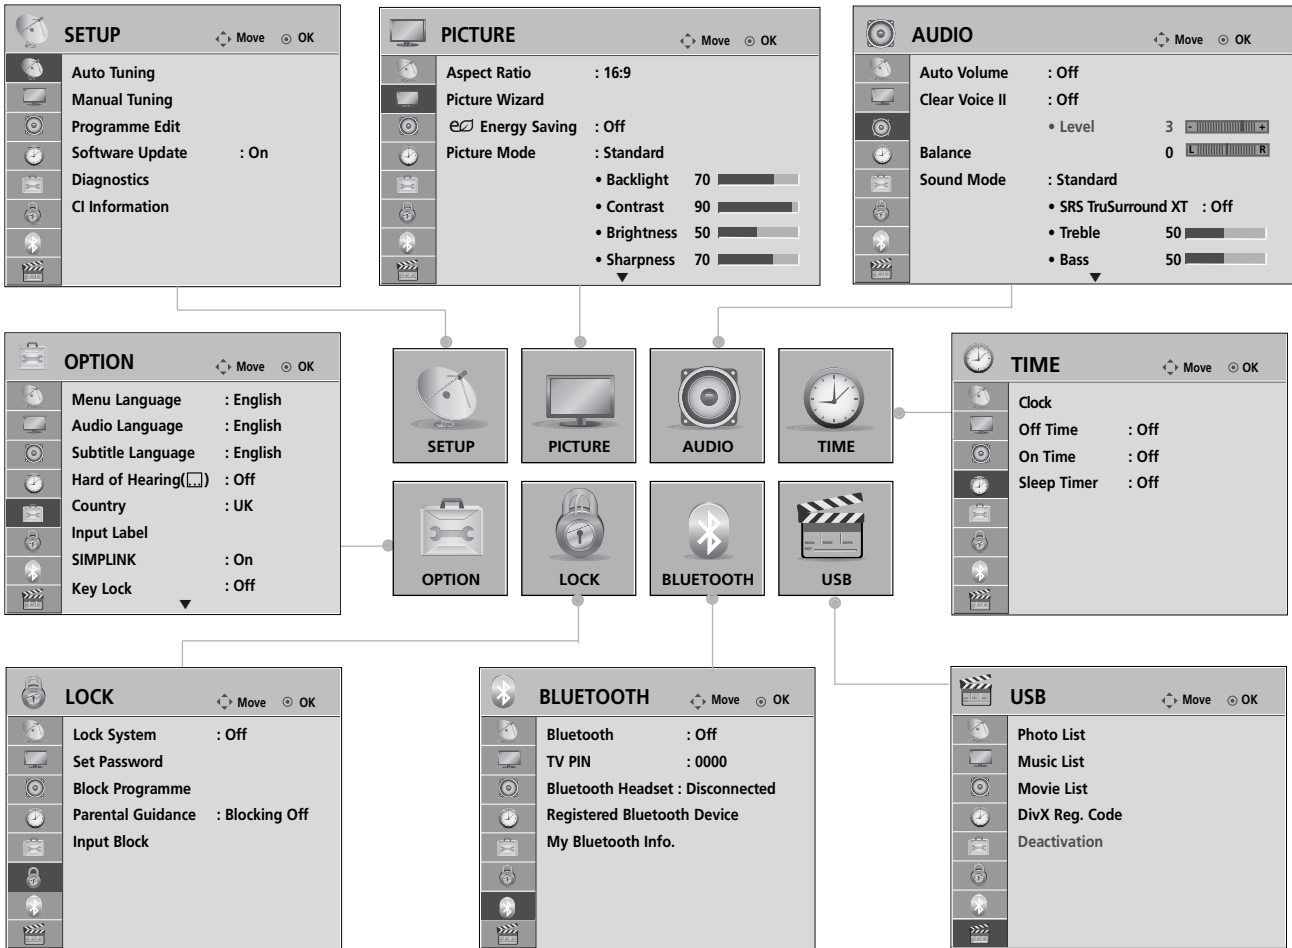 SETUP Move OK
Auto Tuning
Manual Tuning
Programme Edit
Software Update : On
Diagnostics
CI Information
PICTURE Move OK
Aspect Ratio : 16:9
Picture Wizard
Energy Saving : Off
Picture Mode : Standard
• Backlight 70
• Contrast 90
• Brightness 50
• Sharpness 70
AUDIO Move OK
Auto Volume : Off
Clear Voice II : Off
• Level 3 - +
Balance 0 L R
Sound Mode : Standard
• SRS TruSurround XT : Off
• Treble 50
• Bass 50
OPTION Move OK
Menu Language : English
Audio Language : English
Subtitle Language : English
Hard of Hearing( ) : Off
Country : UK
Input Label
SIMPLINK : On
Key Lock : Off
SETUP
PICTURE
AUDIO
TIME
OPTION
LOCK
BLUETOOTH
USB
TIME Move OK
Clock
Off Time : Off
On Time : Off
Sleep Timer : Off
LOCK Move OK
Lock System : Off
Set Password
Block Programme
Parental Guidance : Blocking Off
Input Block
BLUETOOTH Move OK
Bluetooth : Off
TV PIN : 0000
Bluetooth Headset : Disconnected
Registered Bluetooth Device
My Bluetooth Info.
USB Move OK
Photo List
Music List
Movie List
DivX Reg. Code
Deactivation